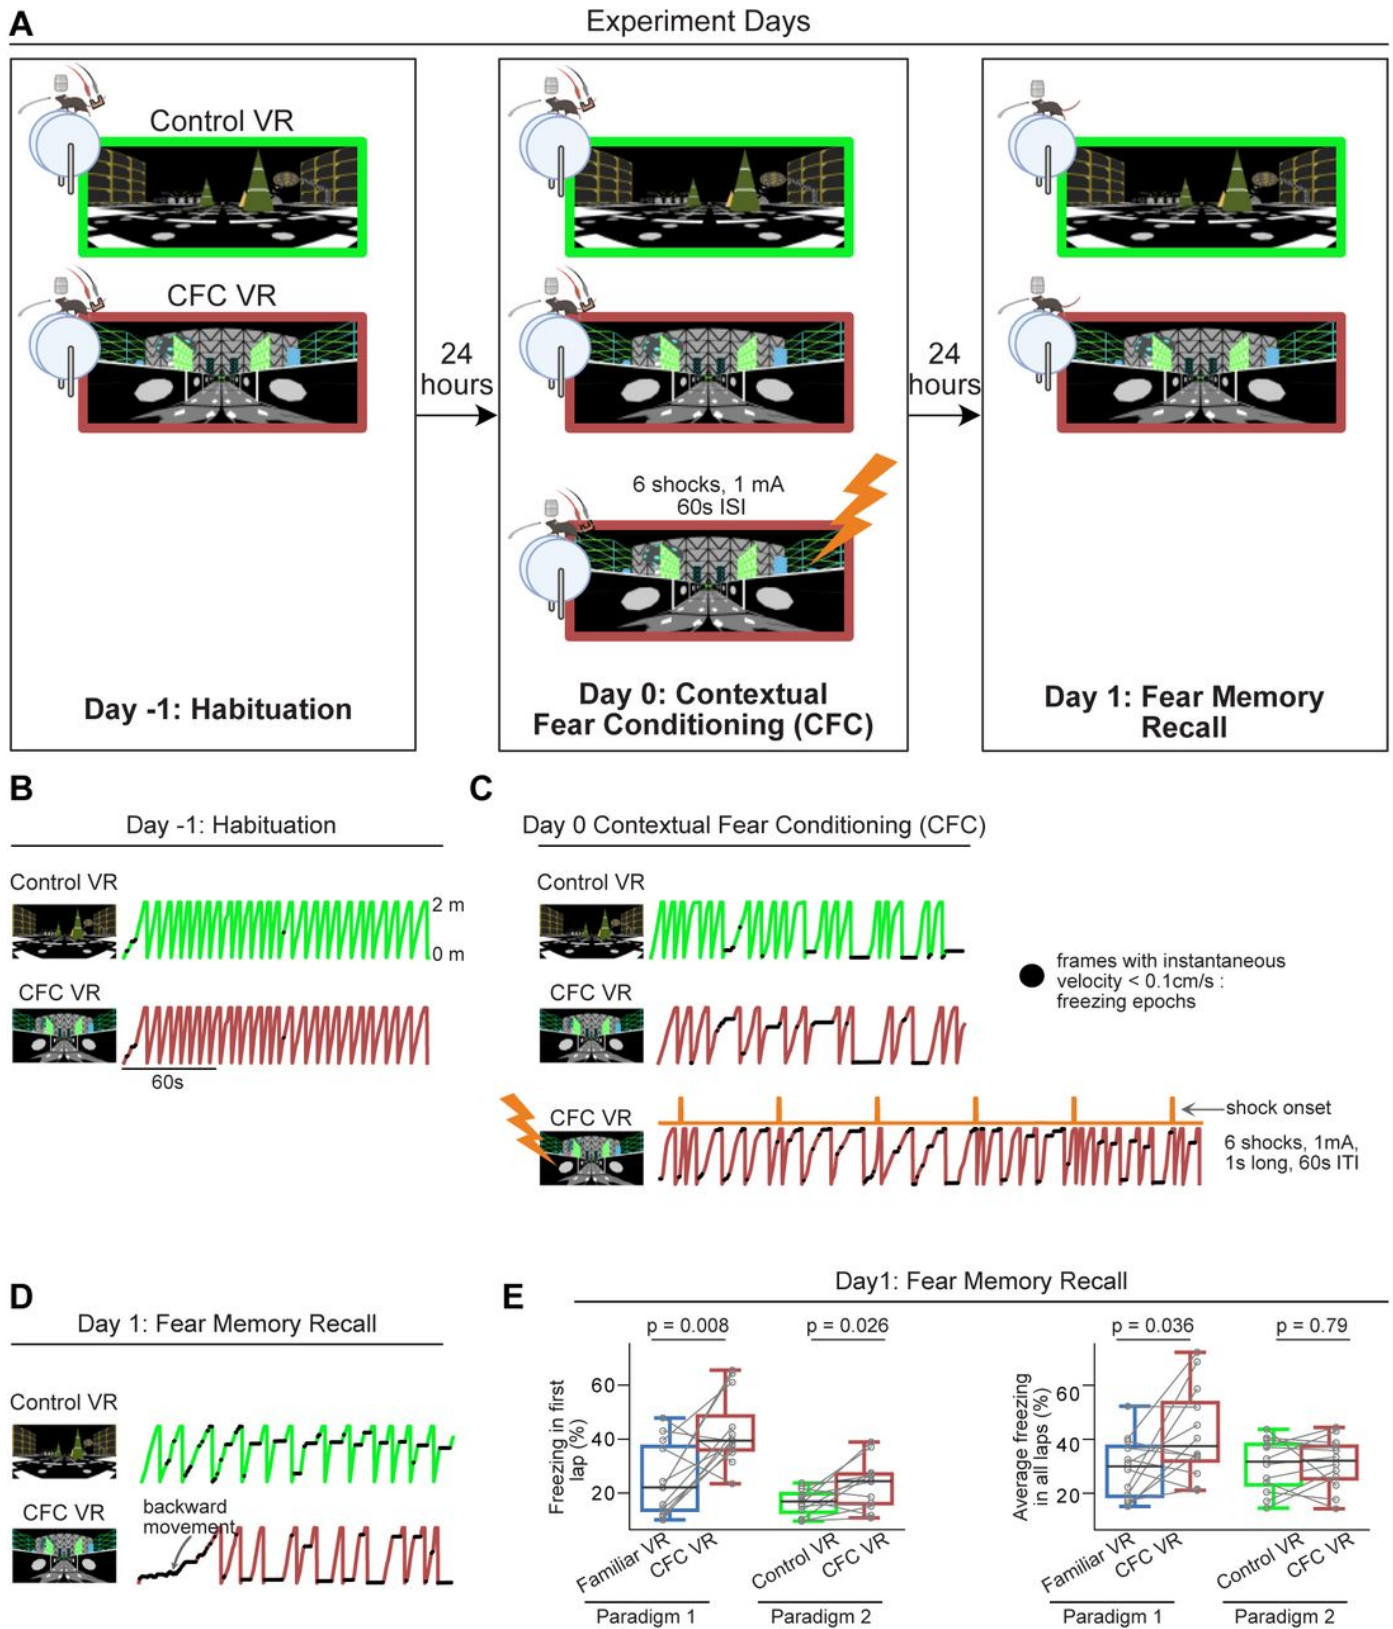 A
Experiment Days
Control VR
CFC VR
24
hours
24
hours
6 shocks, 1 mA
60s ISI
Day -1: Habituation
Day 0: Contextual
Fear Conditioning (CFC)
Day 1: Fear Memory
Recall
B
Day -1: Habituation
Control VR
2 m
0 m
CFC VR
60s
C
Day 0 Contextual Fear Conditioning (CFC)
Control VR
CFC VR
frames with instantaneous
velocity < 0.1cm/s :
freezing epochs
CFC VR
shock onset
6 shocks, 1mA,
1s long, 60s ITI
D
Day 1: Fear Memory Recall
Control VR
CFC VR
backward
movement
E
Day1: Fear Memory Recall
p = 0.008
p = 0.026
Freezing in first
lap (%)
60
40
20
Familiar VR
CFC VR
Control VR
CFC VR
Paradigm 1
Paradigm 2
p = 0.036
p = 0.79
Average freezing
in all laps (%)
60
40
20
Familiar VR
CFC VR
Control VR
CFC VR
Paradigm 1
Paradigm 2